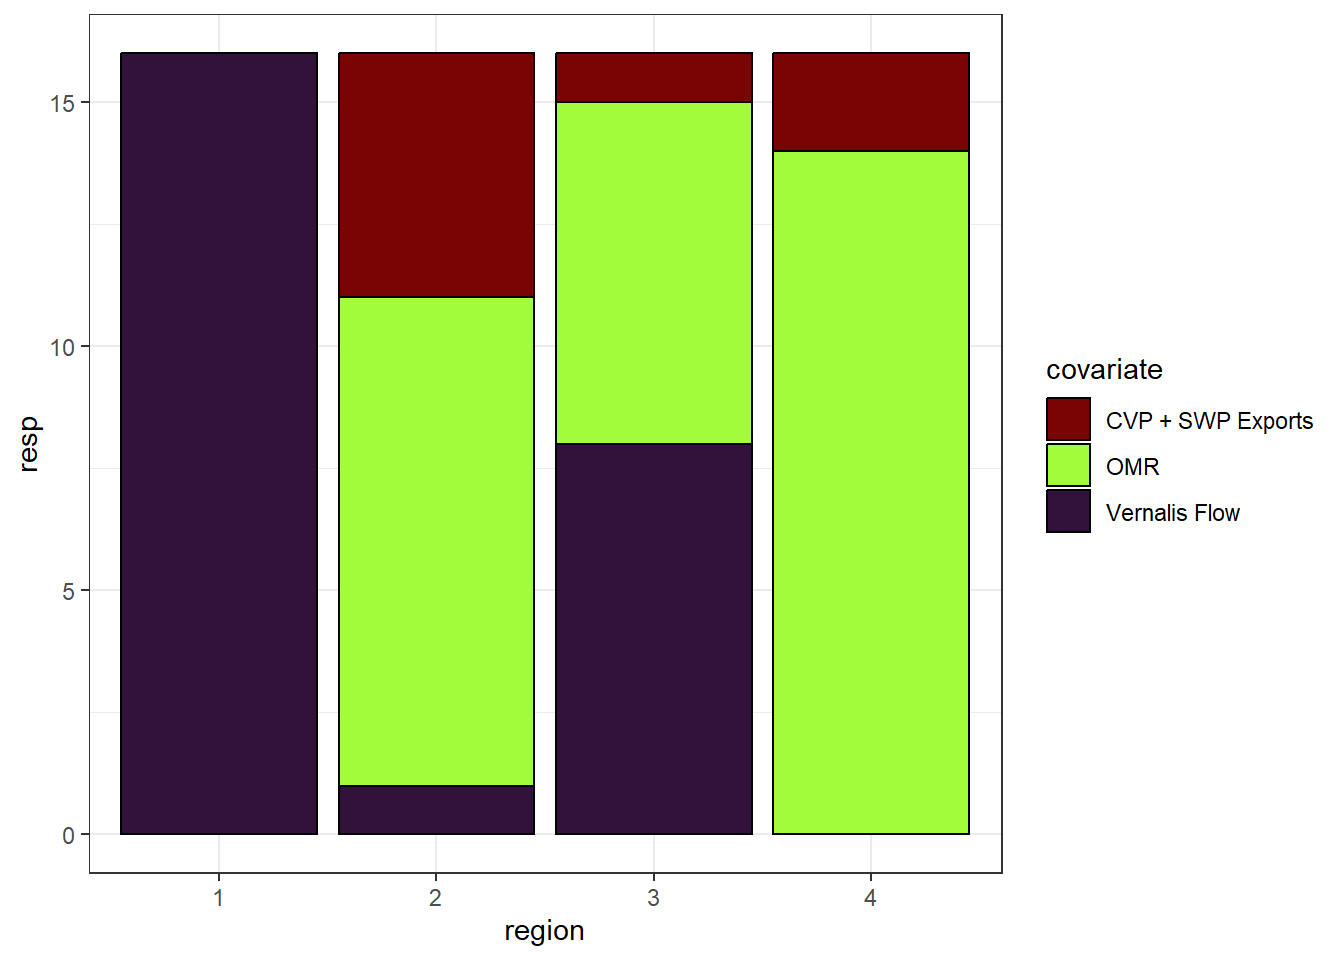 15
10
5
0
resp
1 2 3 4
region
covariate
CVP + SWP Exports
OMR
Vernalis Flow